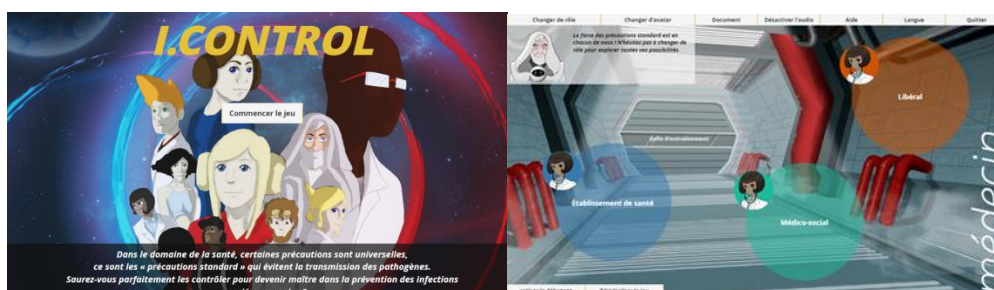 I.CONTROL
Commencer le jeu
Dans le domaine de la santé, certaines précautions sont universelles,
ce sont les « précautions standard » qui évitent la transmission des pathogènes.
Saurez-vous parfaitement les contrôler pour devenir maître dans la prévention des infections
Changer de rôle
Changer d'avatar
Document
Désactiver l'audio
Aide
Langue
Quitter
La force des précautions standard est en
chacun de nous ! N'hésitez pas à changer de
rôle pour explorer toutes vos possibilités.
Libéral
Salle d'entraînement
Établissement de santé
Médico-social
médecin